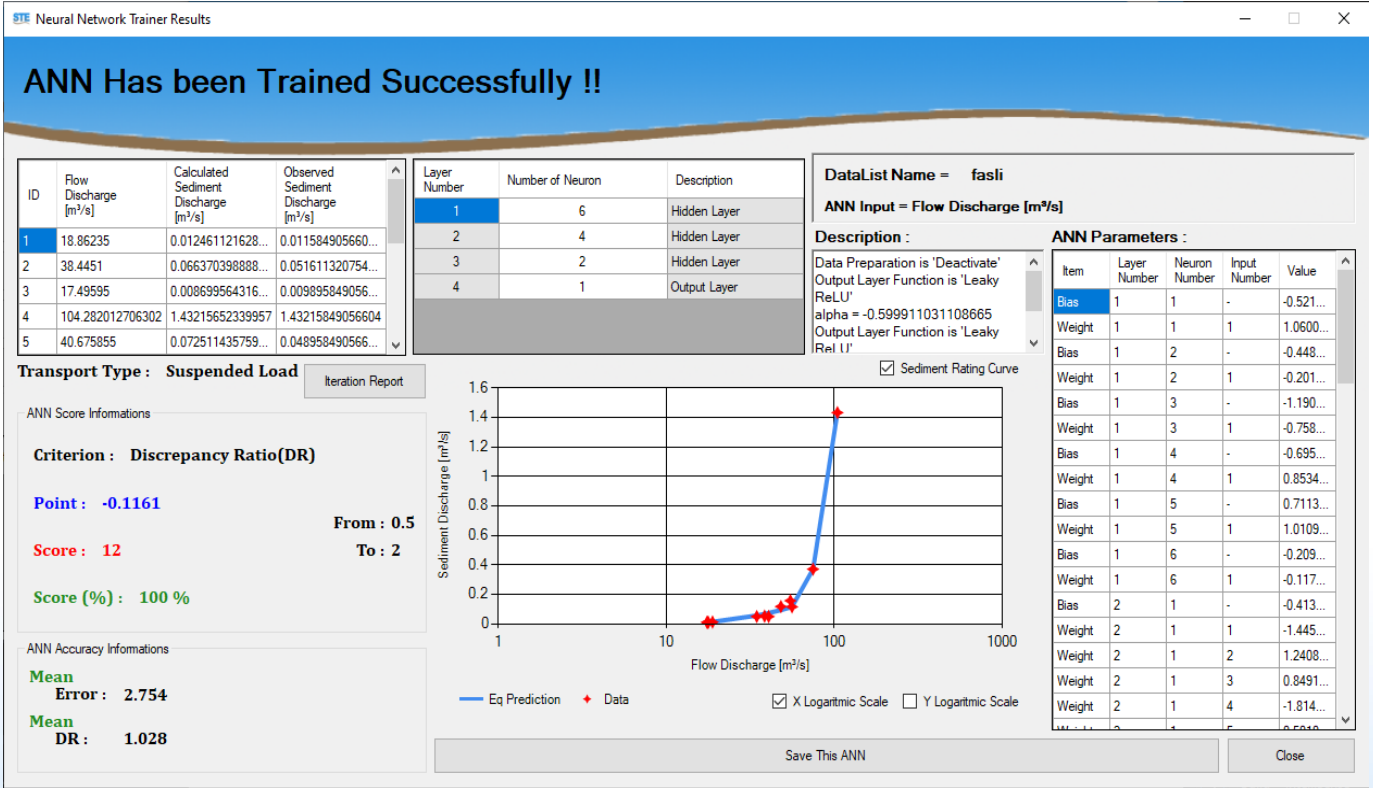 STE Neural Network Trainer Results
ANN Has been Trained Successfully !!
ID Flow Discharge [m³/s] Calculated Sediment Discharge [m³/s] Observed Sediment Discharge [m³/s]
1 18.86235 0.012461121628... 0.011584905660...
2 38.4451 0.066370398888... 0.051611320754...
3 17.49595 0.008699564316... 0.009895849056...
4 104.282012706302 1.43215652339957 1.43215849056604
5 40.675855 0.072511435759... 0.048958490566...
Layer Number Number of Neuron Description
1 6 Hidden Layer
2 4 Hidden Layer
3 2 Hidden Layer
4 1 Output Layer
DataList Name = fasli
ANN Input = Flow Discharge [m³/s]
Description :
Data Preparation is 'Deactivate'
Output Layer Function is 'Leaky
ReLU'
alpha = -0.599911031108665
Output Layer Function is 'Leaky
ReLU'
ANN Parameters :
Item Layer Number Neuron Number Input Number Value
Bias 1 1 - -0.521...
Weight 1 1 1 1.0600...
Bias 1 2 - -0.448...
Weight 1 2 1 -0.201...
Bias 1 3 - -1.190...
Weight 1 3 1 -0.758...
Bias 1 4 - -0.695...
Weight 1 4 1 0.8534...
Bias 1 5 - 0.7113...
Weight 1 5 1 1.0109...
Bias 1 6 - -0.209...
Weight 1 6 1 -0.117...
Bias 2 1 - -0.413...
Weight 2 1 1 -1.445...
Weight 2 1 2 1.2408...
Weight 2 1 3 0.8491...
Weight 2 1 4 -1.814...
Transport Type : Suspended Load
Iteration Report
ANN Score Informations
Criterion : Discrepancy Ratio(DR)
Point : -0.1161
From : 0.5
Score : 12
To : 2
Score (%) : 100 %
ANN Accuracy Informations
Mean
Error : 2.754
Mean
DR : 1.028
Sediment Rating Curve
Sediment Discharge [m³/s]
1.6
1.4
1.2
1
0.8
0.6
0.4
0.2
0
1 10 100 1000
Flow Discharge [m³/s]
Eq Prediction Data
X Logaritmic Scale Y Logaritmic Scale
Save This ANN
Close